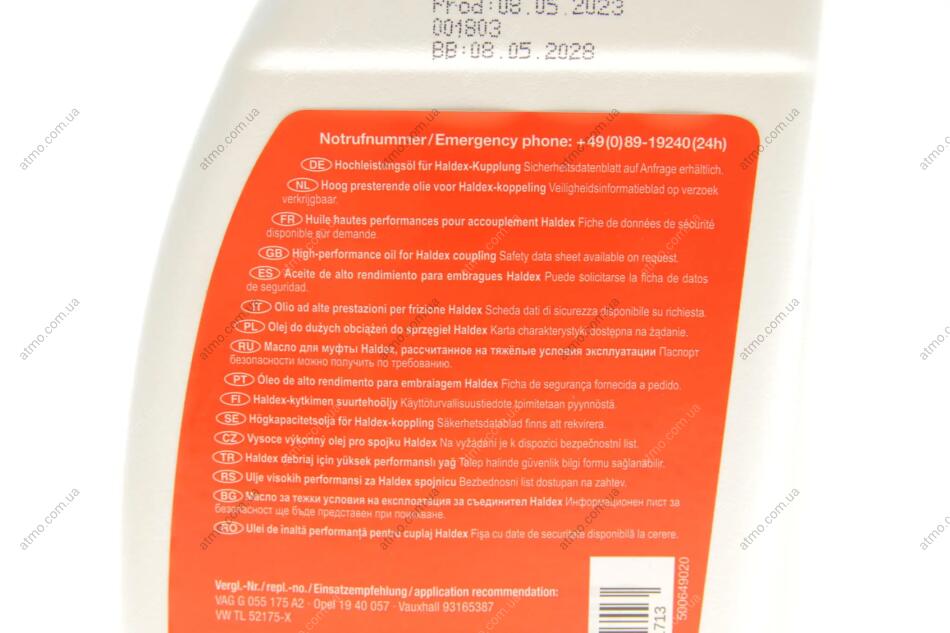 Prod:08.05.2023
001803
BB:08.05.2028
Notrufnummer/Emergency phone: +49(0)89-19240(24h)
DE Hochleistungsöl für Haldex-Kupplung Sicherheitsdatenblatt auf Anfrage erhältlich.
NL Hoog presterende olie voor Haldex-koppeling Veiligheidsinformatieblad op verzoek
verkrijgbaar.
FR Huile hautes performances pour accouplement Haldex Fiche de données de sécurité
disponible sur demande.
GB High-performance oil for Haldex coupling Safety data sheet available on request.
ES Aceite de alto rendimiento para embragues Haldex Puede solicitarse la ficha de datos
de seguridad.
IT Olio ad alte prestazioni per frizione Haldex Scheda dati di sicurezza disponibile su richiesta.
PL Olej do dużych obciążeń do sprzęgieł Haldex Karta charakterystyki dostępna na żądanie.
RU Масло для муфты Haldex, рассчитанное на тяжёлые условия эксплуатации Паспорт
безопасности можно получить по требованию.
PT Óleo de alto rendimento para embraiagem Haldex Ficha de segurança fornecida a pedido.
FI Haldex-kytkimen suurtehoöljy Käyttöturvallisuustiedote toimitetaan pyynnöstä.
SE Högkapacitetsolja för Haldex-koppling Säkerhetsdatablad finns att rekvirera.
CZ Vysoce výkonný olej pro spojku Haldex Na vyžádání je k dispozici bezpečnostní list.
TR Haldex debriaj için yüksek performanslı yağ Talep halinde güvenlik bilgi formu sağlanabilir.
RS Ulje visokih performansi za Haldex spojnicu Bezbednosni list dostupan na zahtev.
BG Масло за тежки условия на експлоатация за съединител Haldex Информационен лист за
безопасност ще бъде представен при поискване.
RO Ulei de înaltă performanță pentru cuplaj Haldex Fişa cu date de securitate disponibilă la cerere.
Vergl.-Nr./repl.-no./Einsatzempfehlung/application recommendation:
VAG G 055 175 A2 · Opel 19 40 057 · Vauxhall 93165387
VW TL 52175-X
500649020
.713
atmo.com.ua